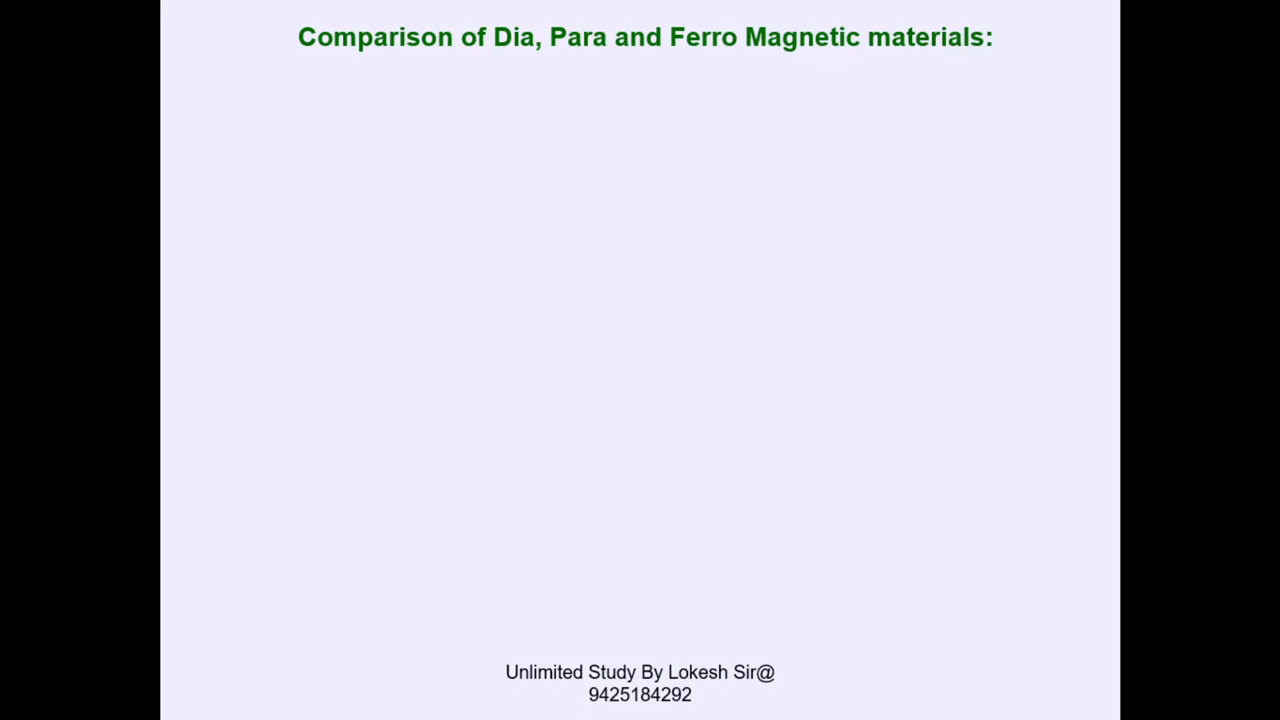 Comparison of Dia, Para and Ferro Magnetic materials:
Unlimited Study By Lokesh Sir@
9425184292